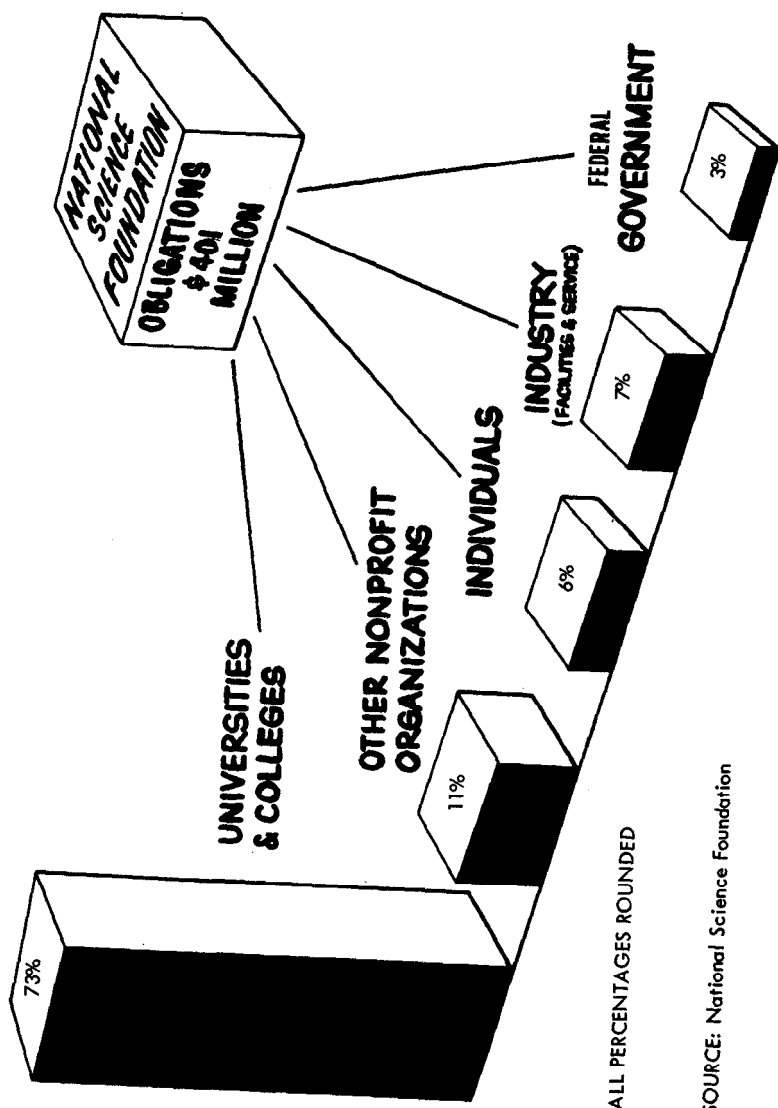 NATIONAL
SCIENCE
FOUNDATION
OBLIGATIONS
$401
MILLION
UNIVERSITIES
& COLLEGES
OTHER NONPROFIT
ORGANIZATIONS
INDIVIDUALS
INDUSTRY
(FACILITIES & SERVICE)
FEDERAL
GOVERNMENT
73%
11%
6%
7%
3%
ALL PERCENTAGES ROUNDED
SOURCE: National Science Foundation